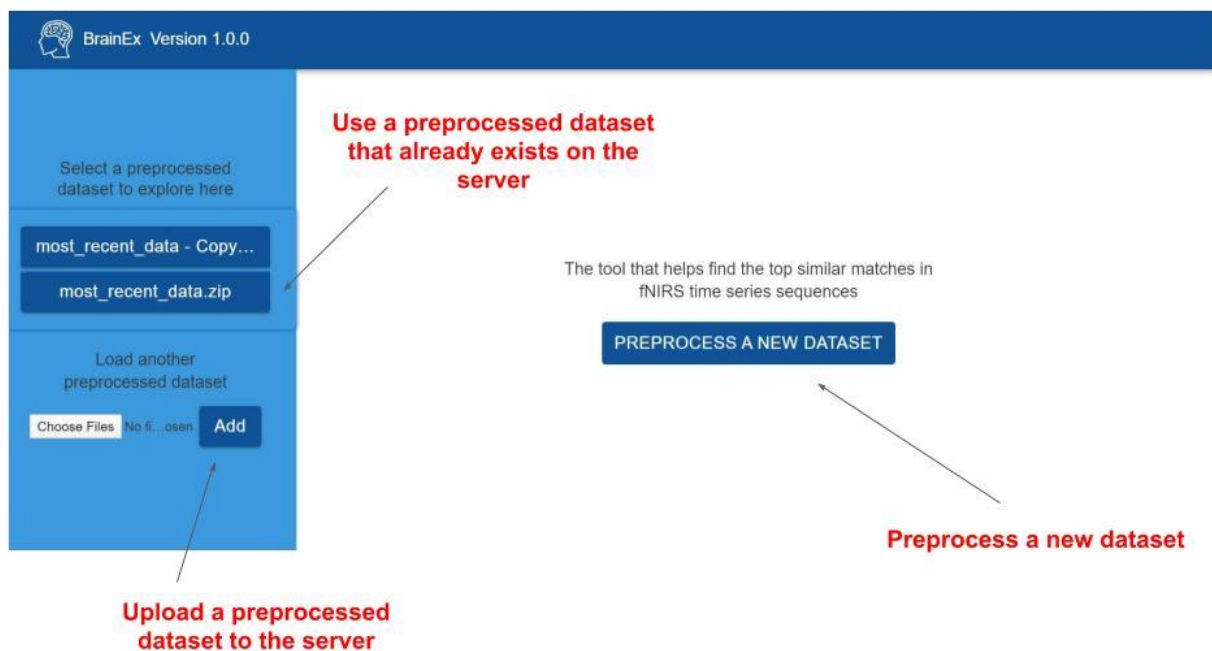 BrainEx Version 1.0.0
Use a preprocessed dataset
that already exists on the
server
Select a preprocessed
dataset to explore here
most_recent_data - Copy...
most_recent_data.zip
The tool that helps find the top similar matches in
fNIRS time series sequences
PREPROCESS A NEW DATASET
Load another
preprocessed dataset
Choose Files No fi...osen Add
Preprocess a new dataset
Upload a preprocessed
dataset to the server